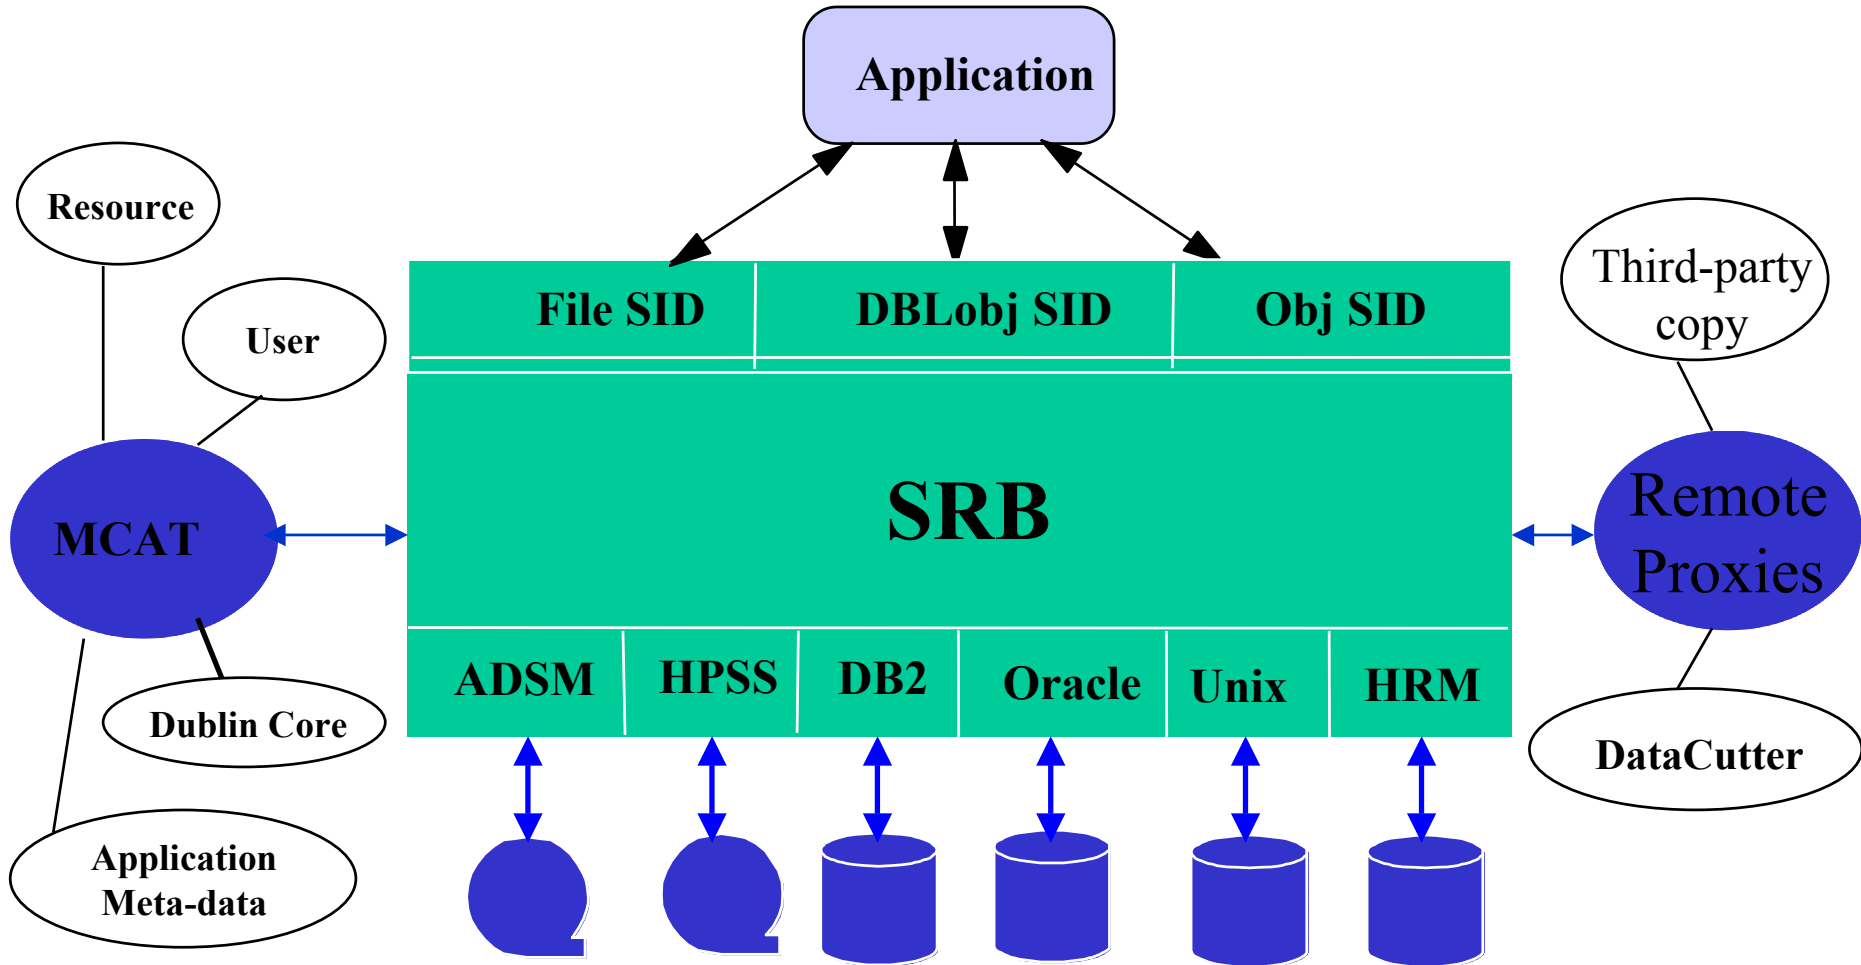 Application
Resource
User
File SID
DBLobj SID
Obj SID
Third-party
copy
MCAT
SRB
Remote
Proxies
ADSM
HPSS
DB2
Oracle
Unix
HRM
Dublin Core
DataCutter
Application
Meta-data